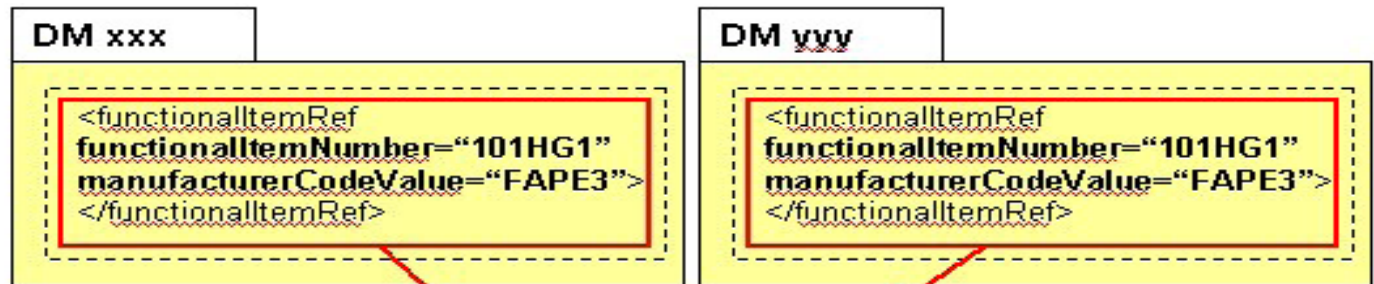 DM xxx
<functionalItemRef
functionalItemNumber=“101HG1”
manufacturerCodeValue=“FAPE3”>
</functionalItemRef>
DM yyy
<functionalItemRef
functionalItemNumber=“101HG1”
manufacturerCodeValue=“FAPE3”>
</functionalItemRef>